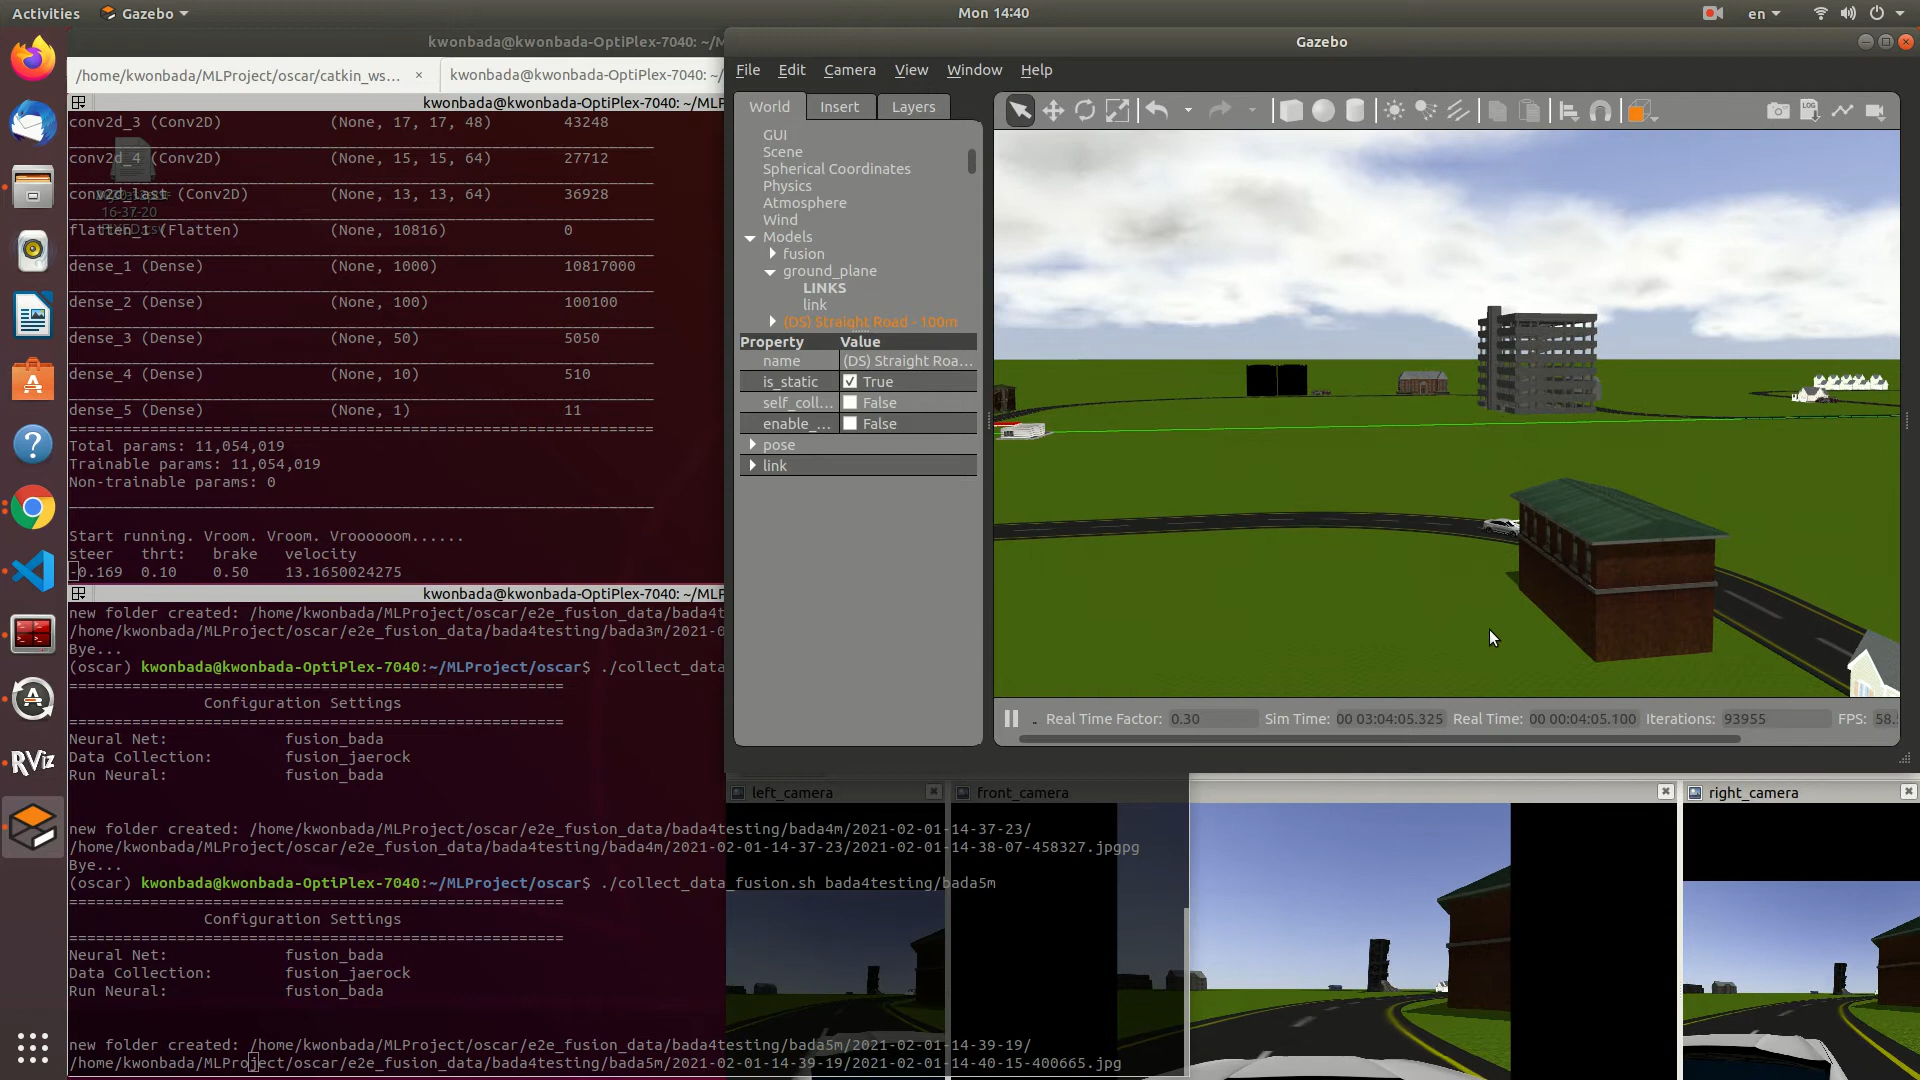 Activities Gazebo Mon 14:40 en
kwonbada@kwonbada-OptiPlex-7040: ~/M
/home/kwonbada/MLProject/oscar/catkin_ws... × kwonbada@kwonbada-OptiPlex-7040: ~/
kwonbada@kwonbada-OptiPlex-7040: ~/MLP
conv2d_3 (Conv2D) (None, 17, 17, 48) 43248
conv2d_4 (Conv2D) (None, 15, 15, 64) 27712
conv2d_last (Conv2D) (None, 13, 13, 64) 36928
16-37-20
flatten_1 (Flatten) (None, 10816) 0
dense_1 (Dense) (None, 1000) 10817000
dense_2 (Dense) (None, 100) 100100
dense_3 (Dense) (None, 50) 5050
dense_4 (Dense) (None, 10) 510
dense_5 (Dense) (None, 1) 11
Total params: 11,054,019
Trainable params: 11,054,019
Non-trainable params: 0
Start running. Vroom. Vroom. Vroooooom......
steer thrt: brake velocity
-0.169 0.10 0.50 13.1650024275
kwonbada@kwonbada-OptiPlex-7040: ~/MLP
new folder created: /home/kwonbada/MLProject/oscar/e2e_fusion_data/bada4t
/home/kwonbada/MLProject/oscar/e2e_fusion_data/bada4testing/bada3m/2021-0
Bye...
(oscar) kwonbada@kwonbada-OptiPlex-7040:~/MLProject/oscar$ ./collect_data
Configuration Settings
Neural Net: fusion_bada
Data Collection: fusion_jaerock
Run Neural: fusion_bada
new folder created: /home/kwonbada/MLProject/oscar/e2e_fusion_data/bada4testing/bada4m/2021-02-01-14-37-23/
/home/kwonbada/MLProject/oscar/e2e_fusion_data/bada4testing/bada4m/2021-02-01-14-37-23/2021-02-01-14-38-07-458327.jpgpg
Bye...
(oscar) kwonbada@kwonbada-OptiPlex-7040:~/MLProject/oscar$ ./collect_data_fusion.sh bada4testing/bada5m
Configuration Settings
Neural Net: fusion_bada
Data Collection: fusion_jaerock
Run Neural: fusion_bada
new folder created: /home/kwonbada/MLProject/oscar/e2e_fusion_data/bada4testing/bada5m/2021-02-01-14-39-19/
/home/kwonbada/MLProject/oscar/e2e_fusion_data/bada4testing/bada5m/2021-02-01-14-39-19/2021-02-01-14-40-15-400665.jpg
RViz
Gazebo
File Edit Camera View Window Help
World Insert Layers
LOG
GUI
Scene
Spherical Coordinates
Physics
Atmosphere
Wind
Models
fusion
ground_plane
LINKS
link
(DS) Straight Road - 100m
Property Value
name (DS) Straight Roa...
is_static True
self_coll... False
enable_... False
pose
link
Real Time Factor: 0.30 Sim Time: 00 03:04:05.325 Real Time: 00 00:04:05.100 Iterations: 93955 FPS: 58.
left_camera front_camera right_camera